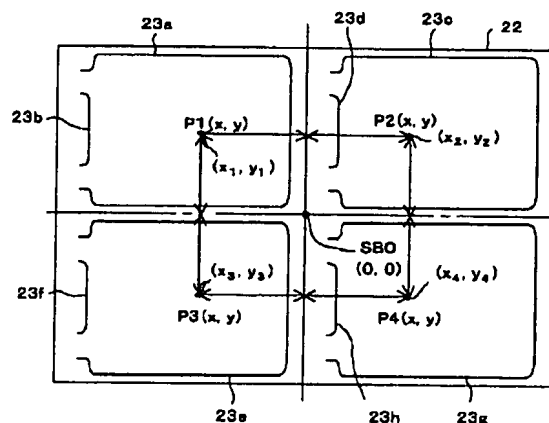 23a
23d
23c
22
23b
P1(x, y)
P2(x, y)
(x₁, y₁)
(x₂, y₂)
SBO
(0, 0)
(x₃, y₃)
(x₄, y₄)
23f
P3(x, y)
P4(x, y)
23e
23h
23g